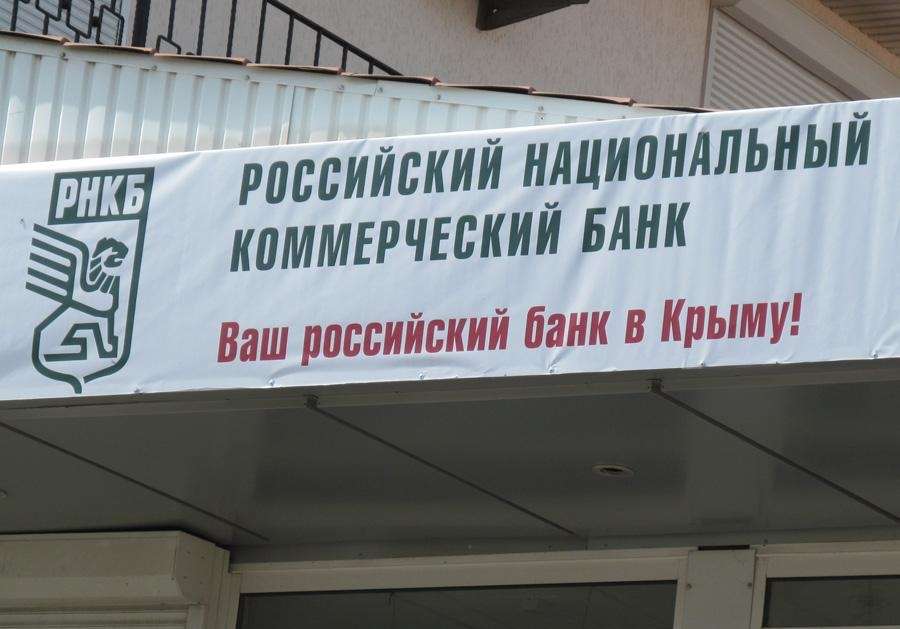 РНКБ
РОССИЙСКИЙ НАЦИОНАЛЬНЫЙ
КОММЕРЧЕСКИЙ БАНК
Ваш российский банк в Крыму!